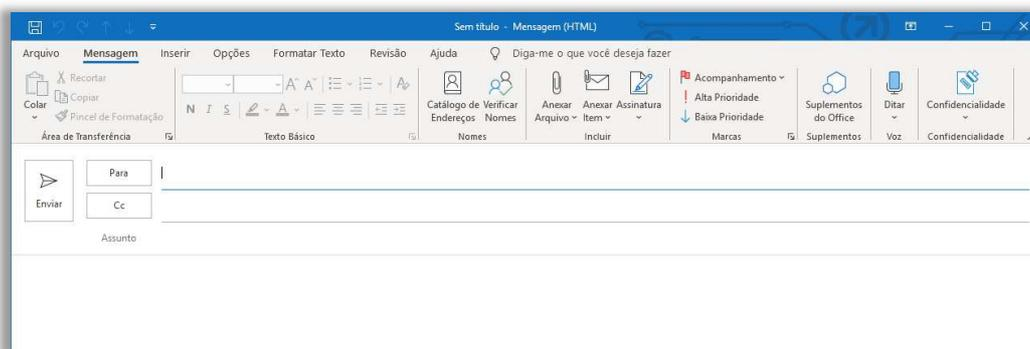 Sem título - Mensagem (HTML)
Arquivo Mensagem Inserir Opções Formatar Texto Revisão Ajuda Diga-me o que você deseja fazer
Colar
Recortar
Copiar
Pincel de Formatação
Área de Transferência
N I S A
Texto Básico
Catálogo de Endereços
Verificar Nomes
Nomes
Anexar Arquivo
Anexar Item
Assinatura
Incluir
Acompanhamento
Alta Prioridade
Baixa Prioridade
Marcas
Suplementos do Office
Suplementos
Ditar
Voz
Confidencialidade
Confidencialidade
Enviar
Para
Cc
Assunto